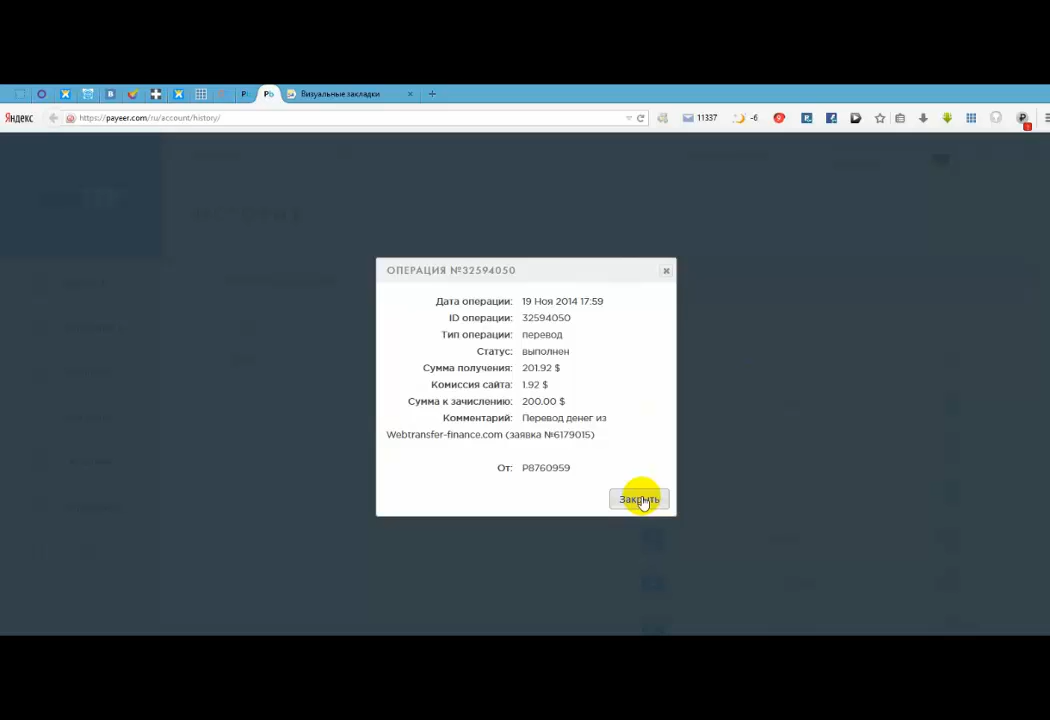 Визуальные закладки
Яндекс
https://payeer.com/ru/account/history/
11337
-6
ОПЕРАЦИЯ №32594050
Дата операции: 19 Ноя 2014 17:59
ID операции: 32594050
Тип операции: перевод
Статус: выполнен
Сумма получения: 201.92 $
Комиссия сайта: 1.92 $
Сумма к зачислению: 200.00 $
Комментарий: Перевод денег из
Webtransfer-finance.com (заявка №6179015)
От: P8760959
Закрыть